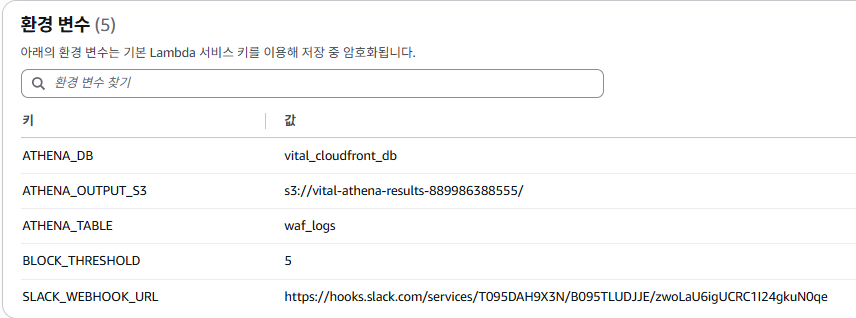 환경 변수 (5)
아래의 환경 변수는 기본 Lambda 서비스 키를 이용해 저장 중 암호화됩니다.
환경 변수 찾기
키 값
ATHENA_DB vital_cloudfront_db
ATHENA_OUTPUT_S3 s3://vital-athena-results-889986388555/
ATHENA_TABLE waf_logs
BLOCK_THRESHOLD 5
SLACK_WEBHOOK_URL https://hooks.slack.com/services/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